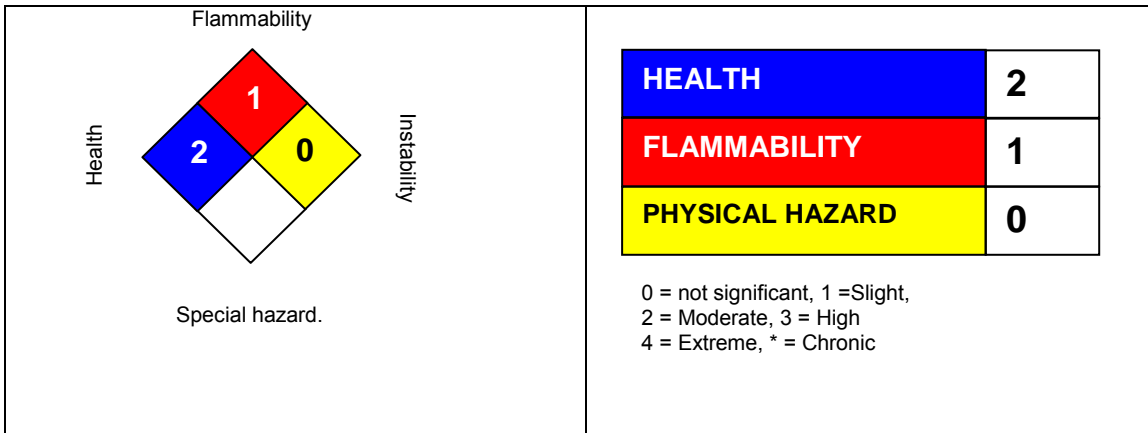 Flammability
1
Health
2
0
Instability
Special hazard.
HEALTH 2
FLAMMABILITY 1
PHYSICAL HAZARD 0
0 = not significant, 1 =Slight,
2 = Moderate, 3 = High
4 = Extreme, * = Chronic